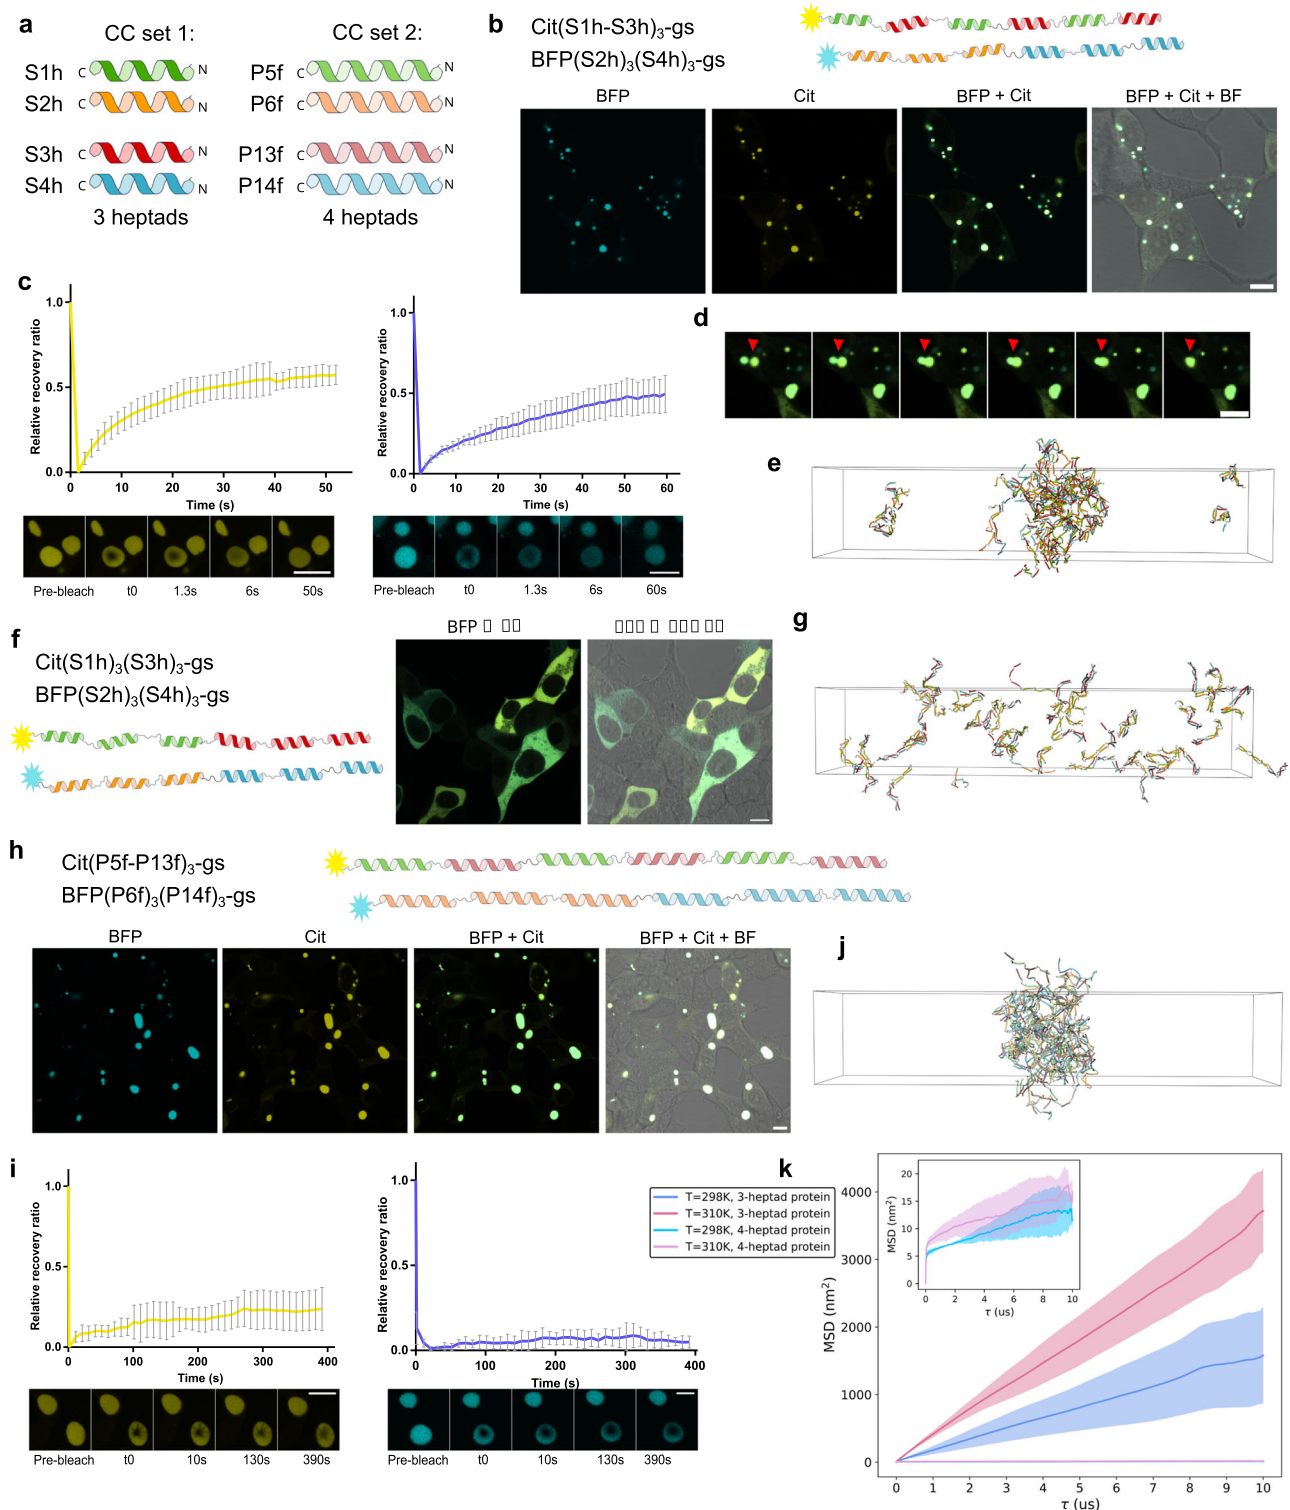 a
CC set 1:
CC set 2:
S1h
C
N
P5f
C
N
S2h
C
N
P6f
C
N
S3h
C
N
P13f
C
N
S4h
C
N
P14f
C
N
3 heptads
4 heptads
b
Cit(S1h-S3h)3-gs
BFP(S2h)3(S4h)3-gs
BFP
Cit
BFP + Cit
BFP + Cit + BF
c
Relative recovery ratio
1.0
0.5
0.0
0 10 20 30 40 50
Time (s)
Pre-bleach t0 1.3s 6s 50s
Relative recovery ratio
1.0
0.5
0.0
0 10 20 30 40 50 60
Time (s)
Pre-bleach t0 1.3s 6s 60s
d
e
f
Cit(S1h)3(S3h)3-gs
BFP(S2h)3(S4h)3-gs
BFP
g
h
Cit(P5f-P13f)3-gs
BFP(P6f)3(P14f)3-gs
BFP
Cit
BFP + Cit
BFP + Cit + BF
i
Relative recovery ratio
1.0
0.5
0.0
0 100 200 300 400
Time (s)
Pre-bleach t0 10s 130s 390s
Relative recovery ratio
1.0
0.5
0.0
0 100 200 300 400
Time (s)
Pre-bleach t0 10s 130s 390s
j
k
T=298K, 3-heptad protein
T=310K, 3-heptad protein
T=298K, 4-heptad protein
T=310K, 4-heptad protein
MSD (nm²)
20
15
10
5
0
0 2 4 6 8 10
τ (us)
MSD (nm²)
4000
3000
2000
1000
0
0 1 2 3 4 5 6 7 8 9 10
τ (us)